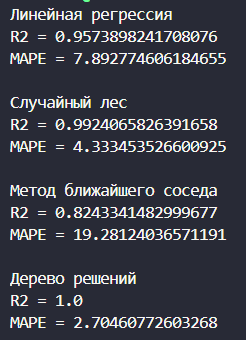 Линейная регрессия
R2 = 0.9573898241708076
MAPE = 7.892774606184655
Случайный лес
R2 = 0.9924065826391658
MAPE = 4.333453526600925
Метод ближайшего соседа
R2 = 0.8243341482999677
MAPE = 19.28124036571191
Дерево решений
R2 = 1.0
MAPE = 2.70460772603268